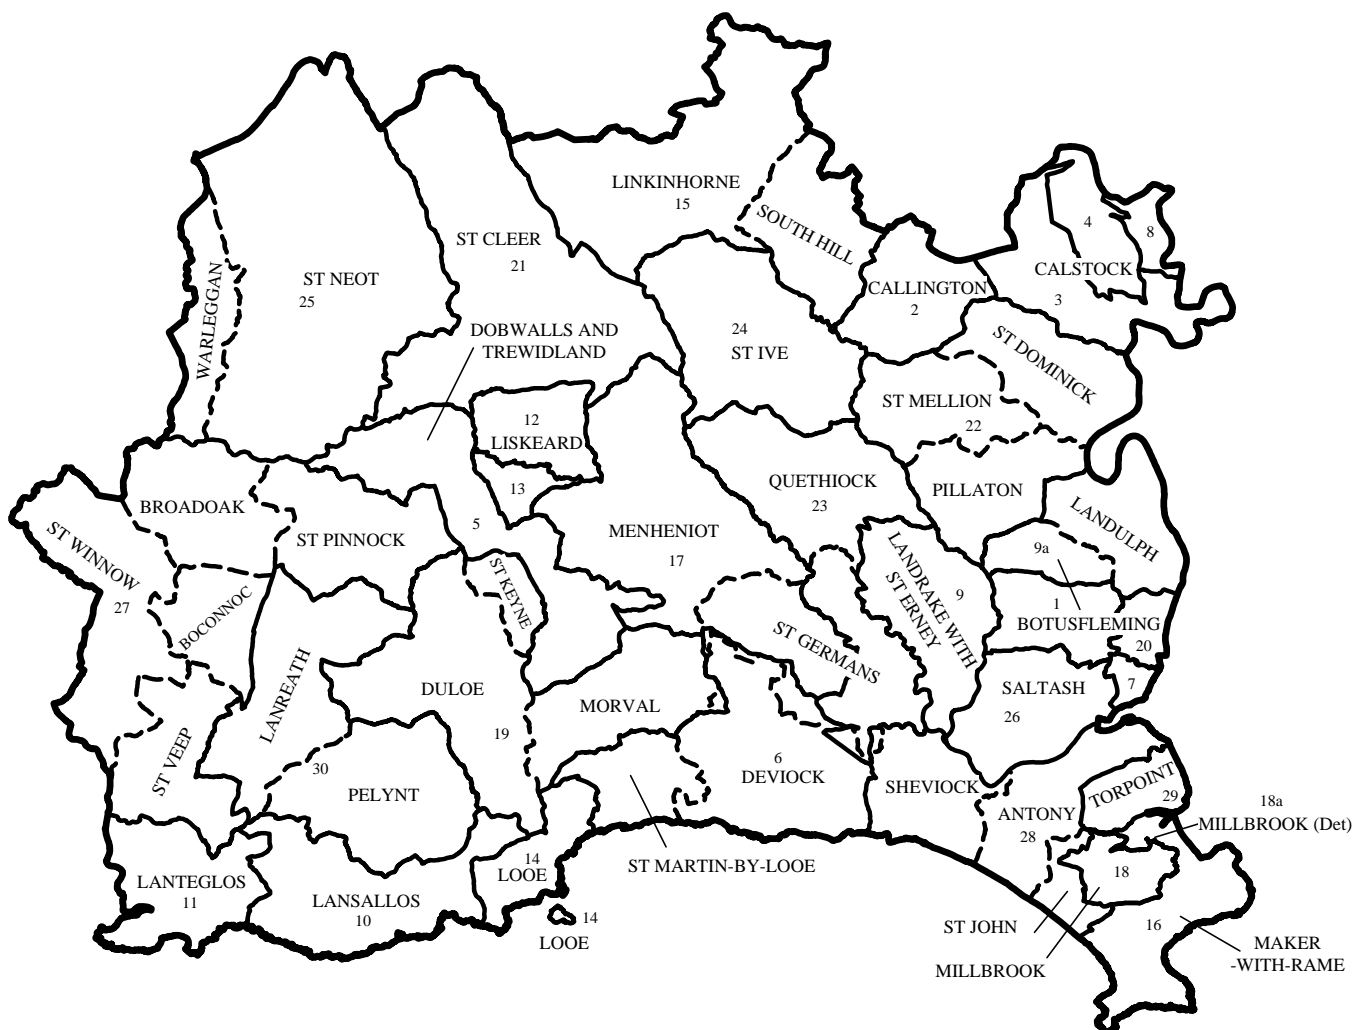 LINKINHORNE
15
SOUTH HILL
ST CLEER
21
4
8
CALSTOCK
3
WARLEGGAN
ST NEOT
25
CALLINGTON
2
DOBWALLS AND
TREWIDLAND
24
ST IVE
ST DOMINICK
ST MELLION
22
12
LISKEARD
13
BROADOAK
QUETHIOCK
23
PILLATON
LANDULPH
ST WINNOW
27
ST PINNOCK
5
MENHENIOT
17
9a
LANDRAKE WITH
ST ERNEY
9
ST KEYNE
BOCONNOC
1
BOTUSFLEMING
20
ST GERMANS
LANREATH
DULOE
19
MORVAL
SALTASH
26
7
ST VEEP
30
PELYNT
6
DEVIOCK
SHEVIOCK
TORPOINT
29
ANTONY
28
18a
MILLBROOK (Det)
14
LOOE
ST MARTIN-BY-LOOE
18
LANTEGLOS
11
LANSALLOS
10
14
LOOE
ST JOHN
16
MAKER
-WITH-RAME
MILLBROOK